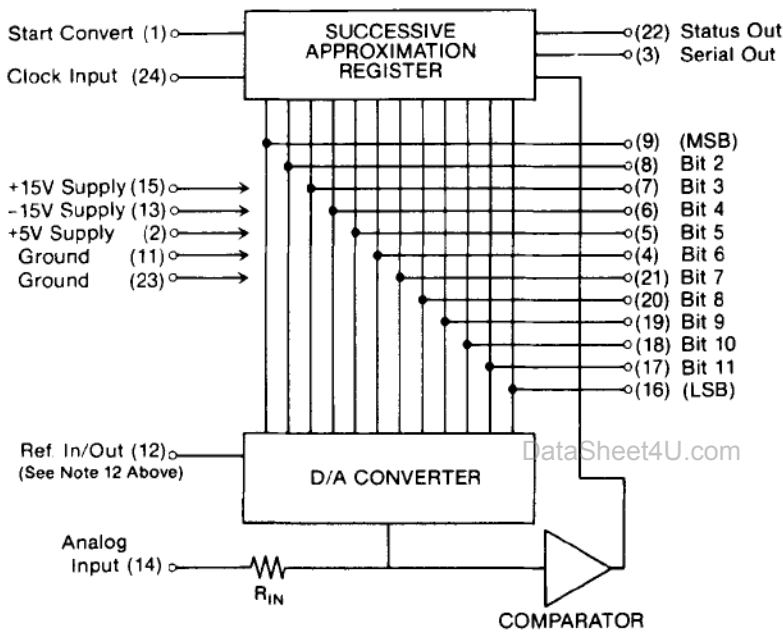 Start Convert (1)
Clock Input (24)
SUCCESSIVE
APPROXIMATION
REGISTER
(22) Status Out
(3) Serial Out
(9) (MSB)
(8) Bit 2
(7) Bit 3
(6) Bit 4
(5) Bit 5
(4) Bit 6
(21) Bit 7
(20) Bit 8
(19) Bit 9
(18) Bit 10
(17) Bit 11
(16) (LSB)
+15V Supply (15)
-15V Supply (13)
+5V Supply (2)
Ground (11)
Ground (23)
Ref. In/Out (12)
(See Note 12 Above)
D/A CONVERTER
DataSheet4U.com
Analog
Input (14)
RIN
COMPARATOR